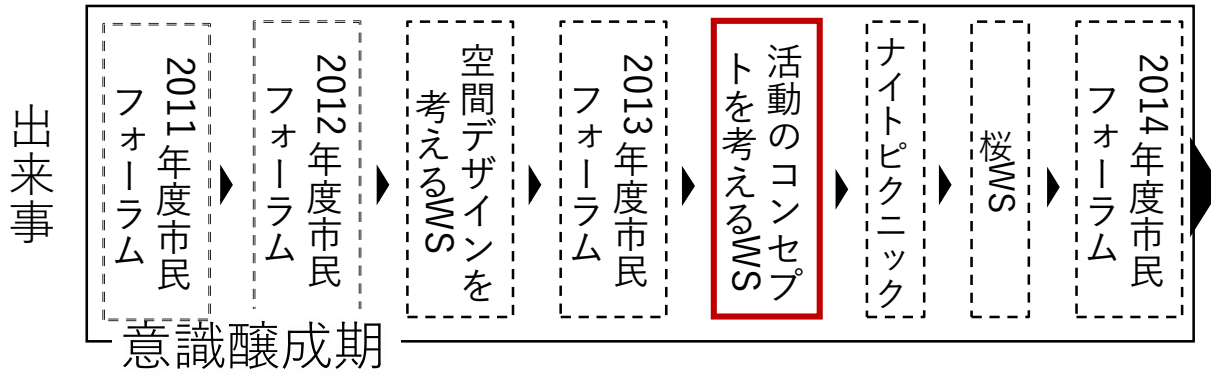 出来事
2011年度市民
フォーラム
2012年度市民
フォーラム
空間デザインを
考えるWS
2013年度市民
フォーラム
活動のコンセプ
トを考えるWS
ナイトピクニック
桜WS
2014年度市民
フォーラム
意識醸成期